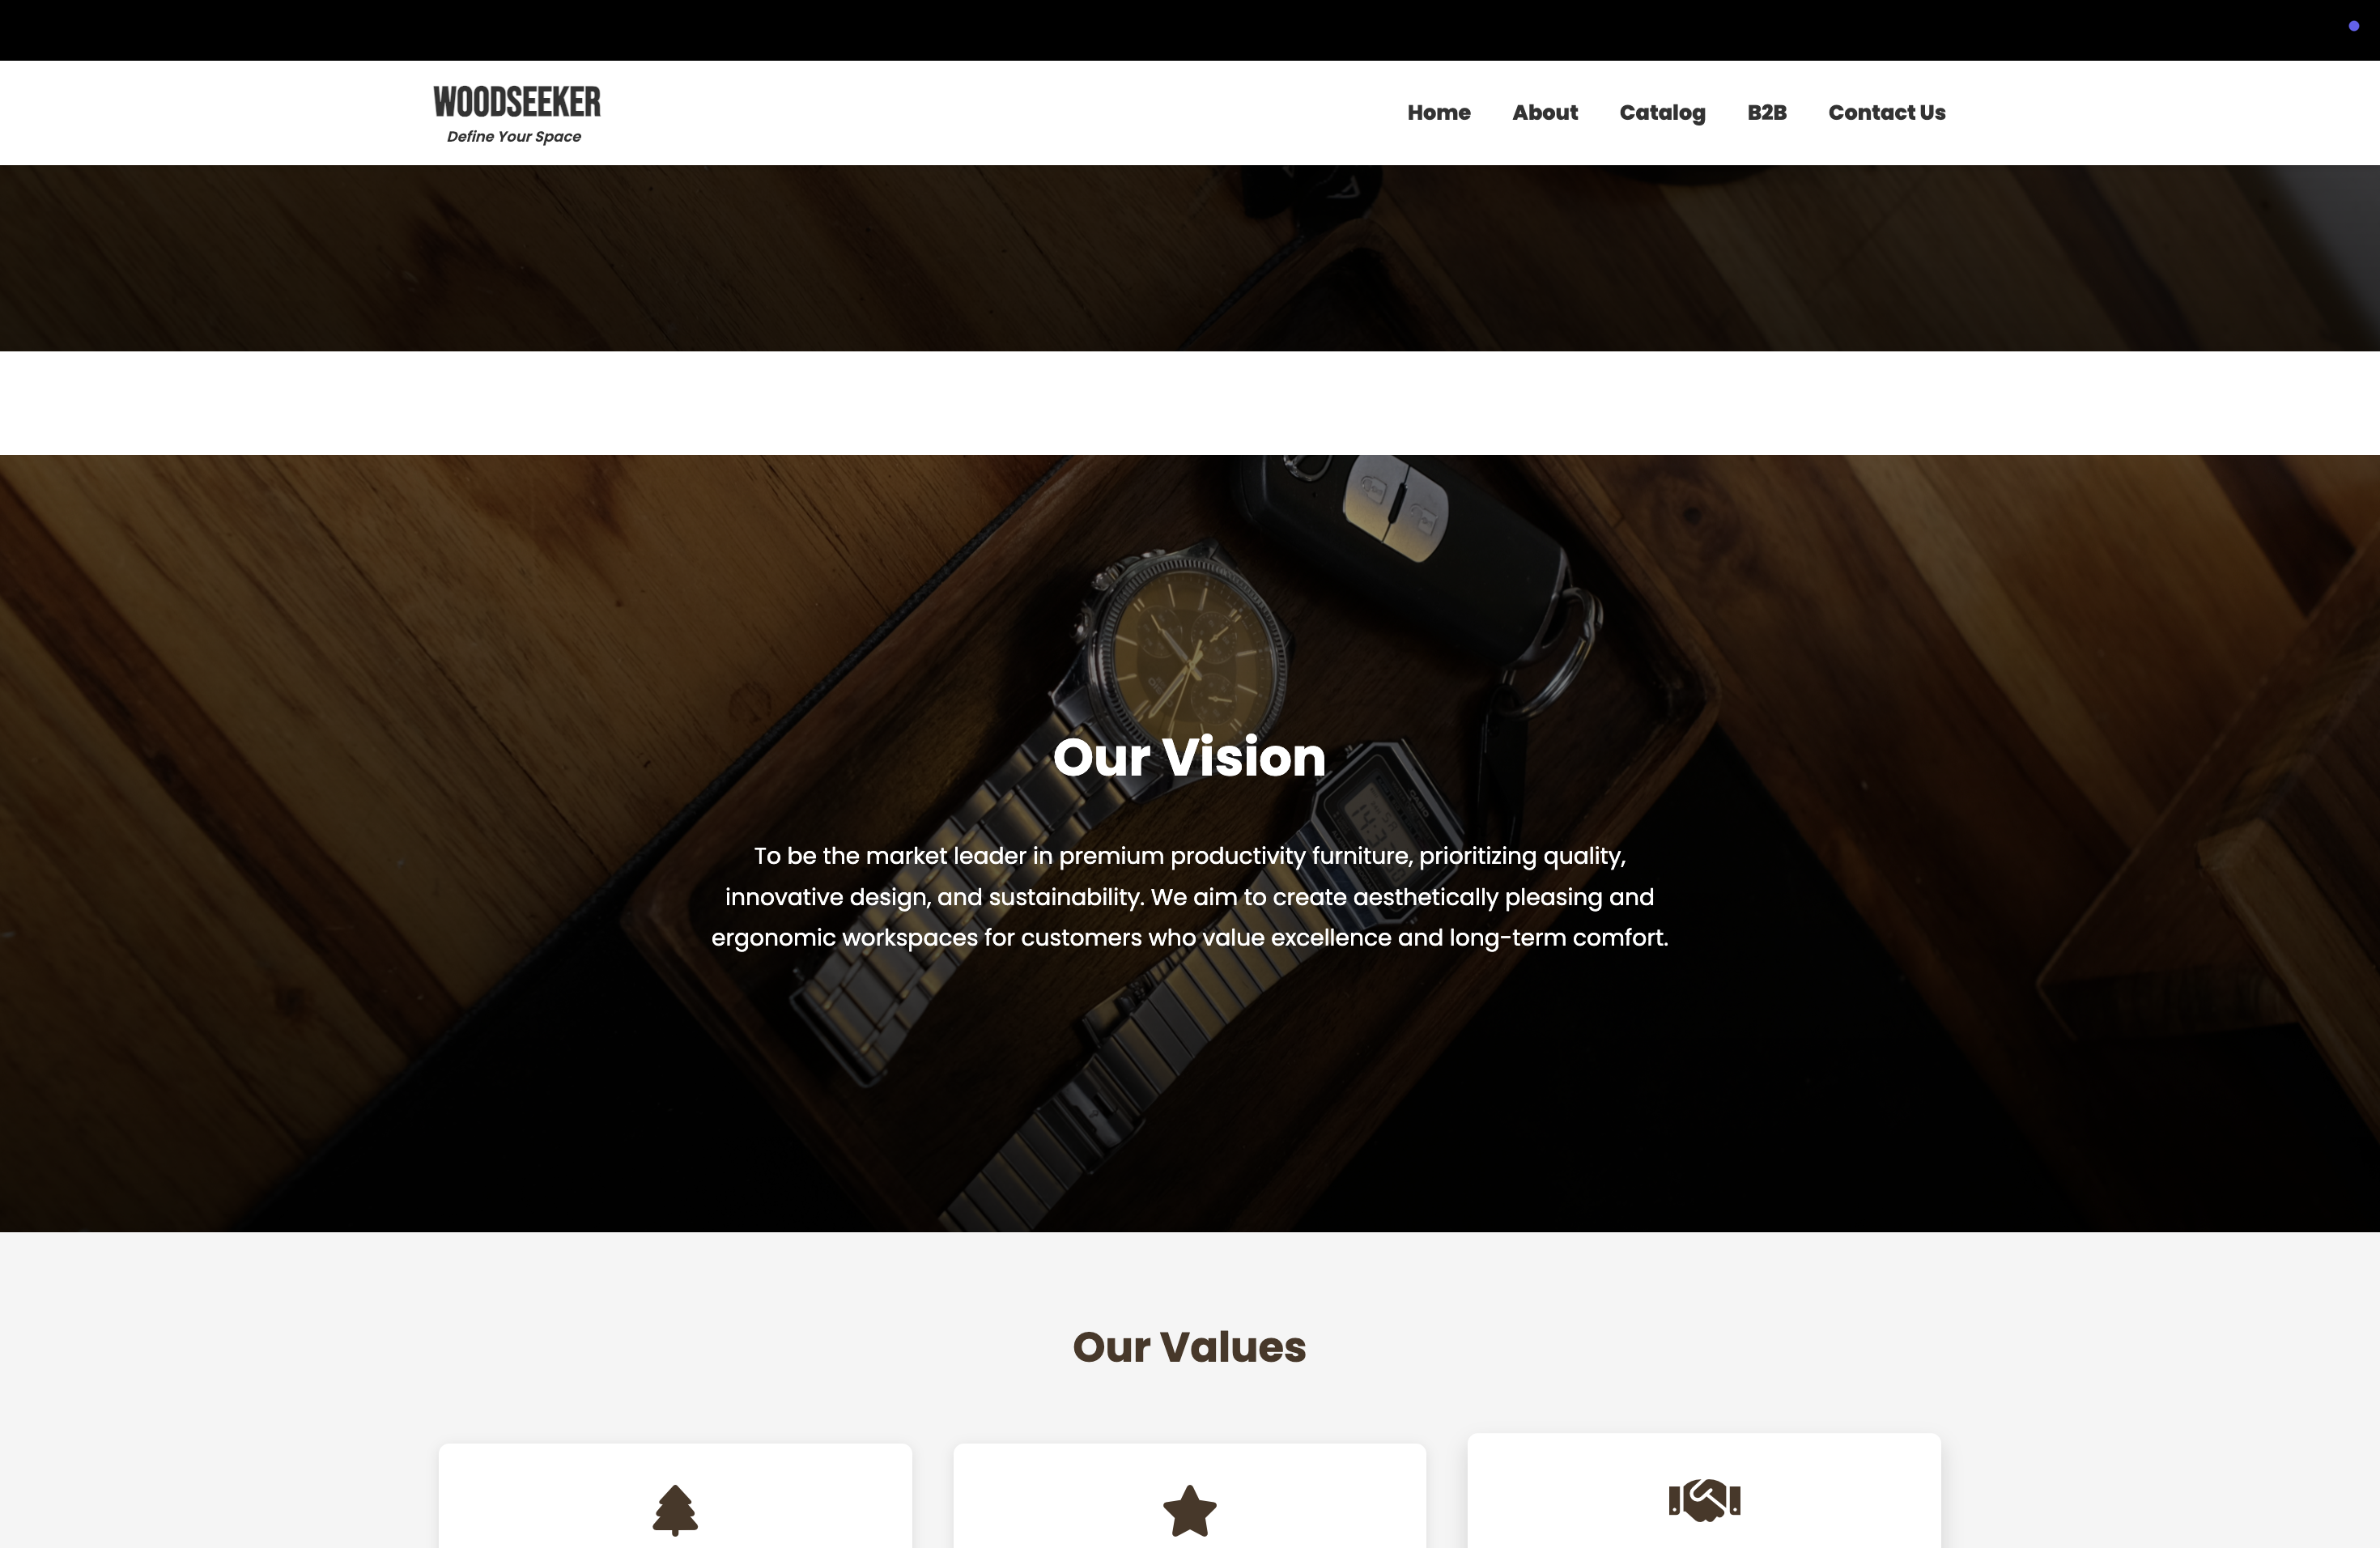 WOODSEEKER
Define Your Space
Home About Catalog B2B Contact Us
Our Vision
To be the market leader in premium productivity furniture, prioritizing quality,
innovative design, and sustainability. We aim to create aesthetically pleasing and
ergonomic workspaces for customers who value excellence and long-term comfort.
Our Values